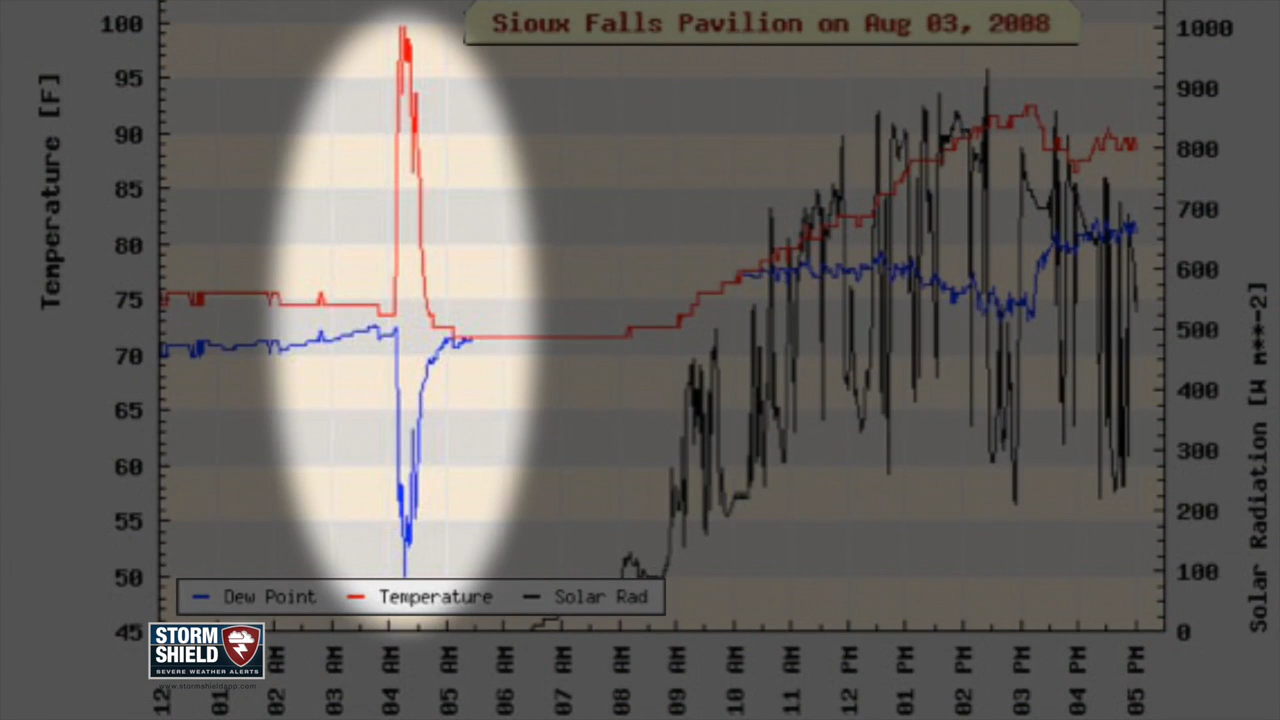 Sioux Falls Pavilion on Aug 03, 2008
Temperature [F]
100
95
90
85
80
75
70
65
60
55
50
45
1000
900
800
700
600
500
400
300
200
100
0
Solar Radiation [W m**-2]
Dew Point Temperature Solar Rad
STORM
SHIELD
SEVERE WEATHER ALERTS
www.stormshieldapp.com
12 AM
01 AM
02 AM
03 AM
04 AM
05 AM
06 AM
07 AM
08 AM
09 AM
10 AM
11 AM
12 PM
01 PM
02 PM
03 PM
04 PM
05 PM